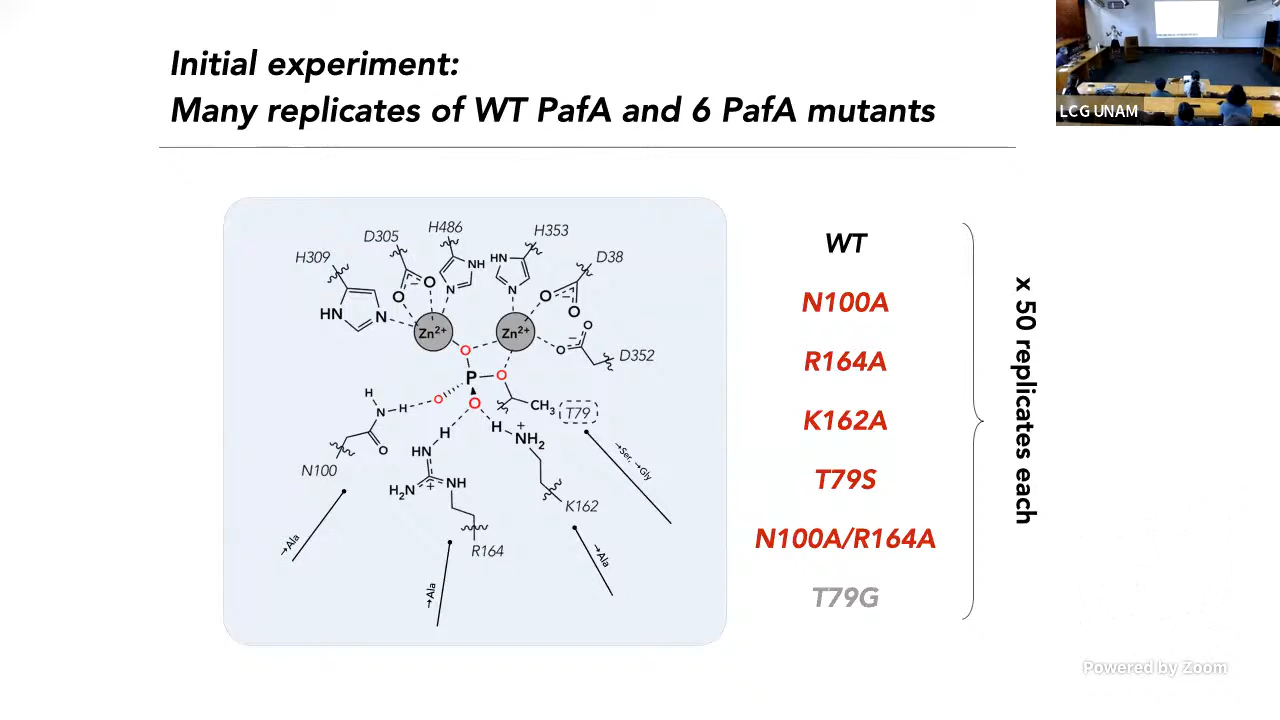 Initial experiment:
Many replicates of WT PafA and 6 PafA mutants
LCG UNAM
H486
H353
D305
D38
H309
NH
HN
N
N
O
O
O
O
HN
N
Zn2+
Zn2+
O
O
O
D352
P
O
O
O
CH3
T79
H
N
H
H
H
+
NH2
N100
O
HN
H2N
+
NH
K162
R164
→Ser, →Gly
→Ala
→Ala
→Ala
WT
N100A
R164A
K162A
T79S
N100A/R164A
T79G
x 50 replicates each
Powered by Zoom